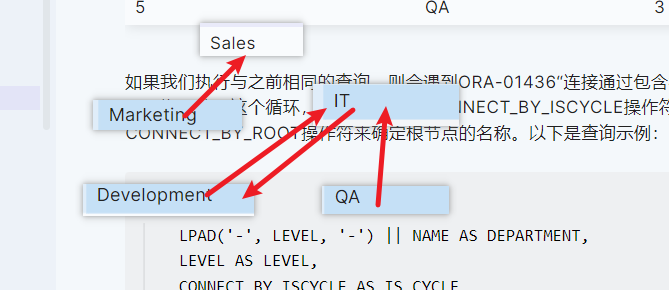 5 QA 3
Sales
如果我们执行与之前相同的查询，则会遇到ORA-01436“连接通过包含
Marketing 这个循环， IT NNECT_BY_ISCYCLE操作符
CONNECT_BY_ROOT操作符来确定根节点的名称。以下是查询示例：
Development QA
LPAD('-', LEVEL, '-') || NAME AS DEPARTMENT,
LEVEL AS LEVEL,
CONNECT_BY_ISCYCLE AS IS_CYCLE